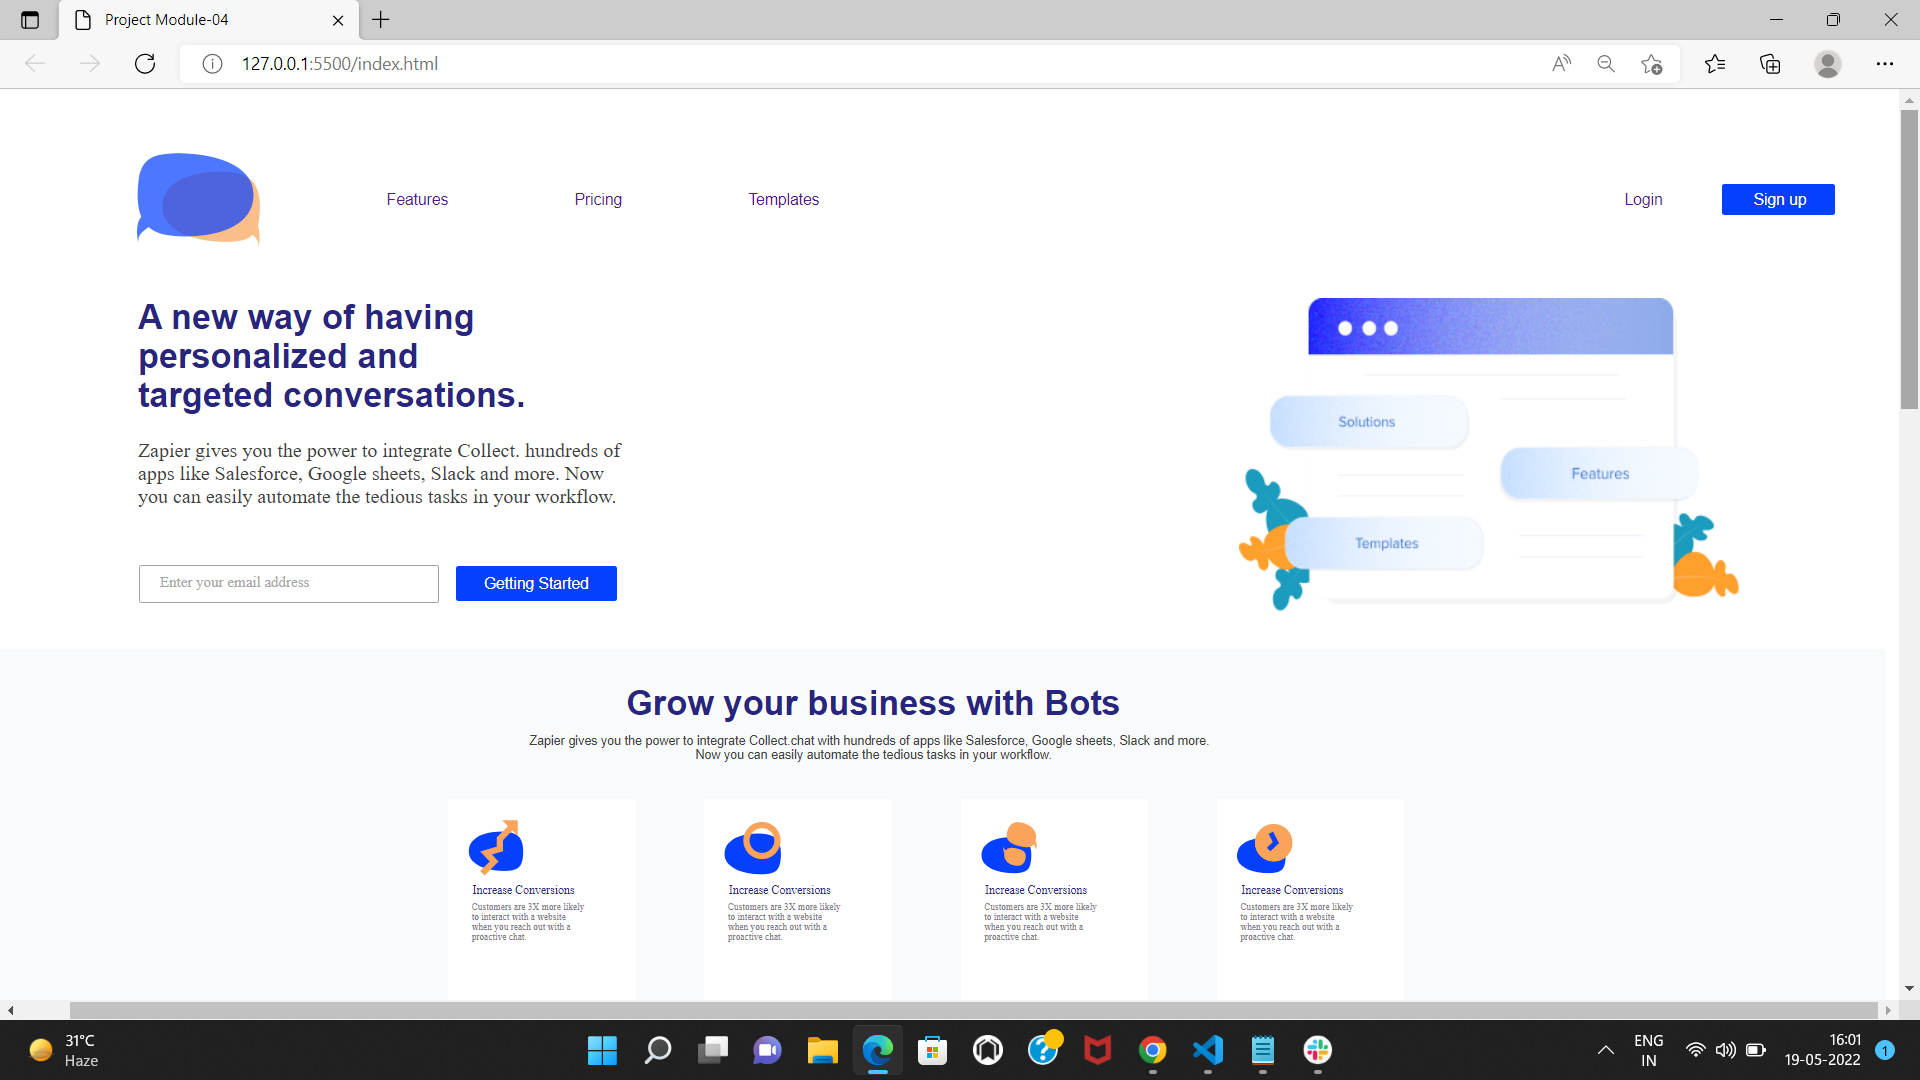 Project Module-04
127.0.0.1:5500/index.html
Features
Pricing
Templates
Login
Sign up
A new way of having
personalized and
targeted conversations.
Zapier gives you the power to integrate Collect. hundreds of
apps like Salesforce, Google sheets, Slack and more. Now
you can easily automate the tedious tasks in your workflow.
Enter your email address
Getting Started
Solutions
Features
Templates
Grow your business with Bots
Zapier gives you the power to integrate Collect.chat with hundreds of apps like Salesforce, Google sheets, Slack and more.
Now you can easily automate the tedious tasks in your workflow.
Increase Conversions
Customers are 3X more likely
to interact with a website
when you reach out with a
proactive chat.
Increase Conversions
Customers are 3X more likely
to interact with a website
when you reach out with a
proactive chat.
Increase Conversions
Customers are 3X more likely
to interact with a website
when you reach out with a
proactive chat.
Increase Conversions
Customers are 3X more likely
to interact with a website
when you reach out with a
proactive chat.
31°C
Haze
ENG
IN
16:01
19-05-2022
1